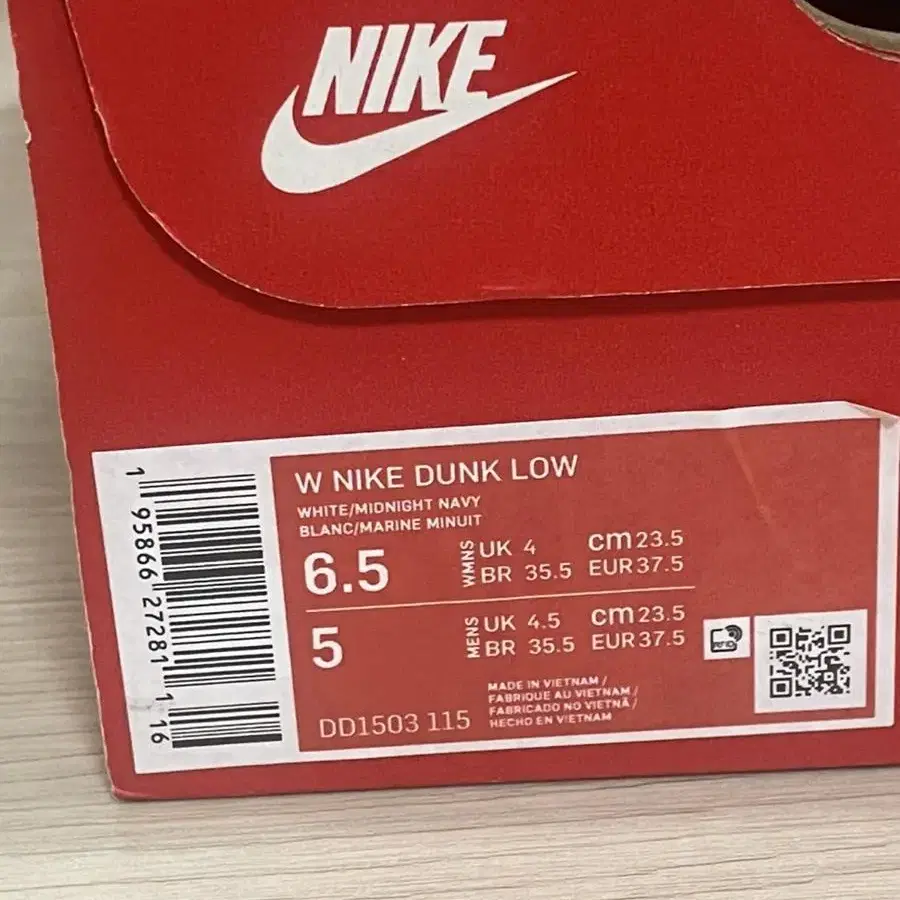 NIKE
W NIKE DUNK LOW
WHITE/MIDNIGHT NAVY
BLANC/MARINE MINUIT
6.5
WMNS
UK 4 cm 23.5
BR 35.5 EUR 37.5
5
MENS
UK 4.5 cm 23.5
BR 35.5 EUR 37.5
MADE IN VIETNAM /
FABRIQUE AU VIETNAM /
FABRICADO NO VIETNÃ /
HECHO EN VIETNAM
DD1503 115
RFID
1 95866 27281 1 16